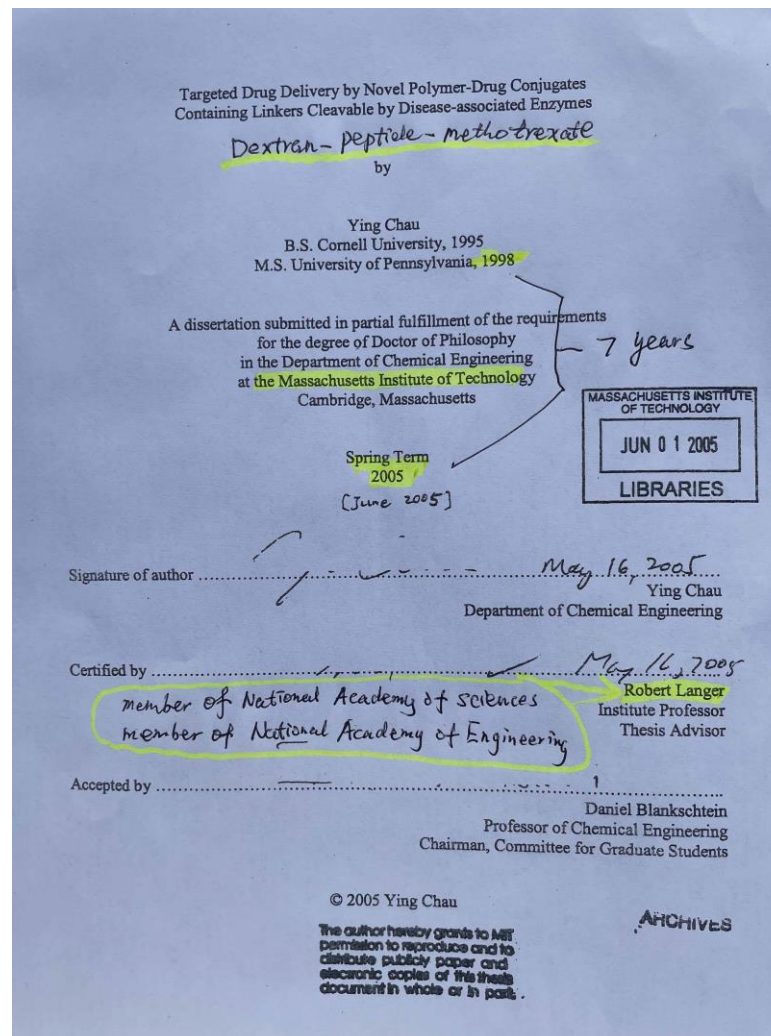 Targeted Drug Delivery by Novel Polymer-Drug Conjugates
Containing Linkers Cleavable by Disease-associated Enzymes
Dextran - peptide - methotrexate
by
Ying Chau
B.S. Cornell University, 1995
M.S. University of Pennsylvania, 1998
A dissertation submitted in partial fulfillment of the requirements
for the degree of Doctor of Philosophy
in the Department of Chemical Engineering
at the Massachusetts Institute of Technology
Cambridge, Massachusetts
7 years
MASSACHUSETTS INSTITUTE
OF TECHNOLOGY
JUN 01 2005
LIBRARIES
Spring Term
2005
[June 2005]
Signature of author
May 16, 2005
Ying Chau
Department of Chemical Engineering
Certified by
May 16, 2005
Robert Langer
Institute Professor
Thesis Advisor
member of National Academy of sciences
member of National Academy of Engineering
Accepted by
Daniel Blankschtein
Professor of Chemical Engineering
Chairman, Committee for Graduate Students
© 2005 Ying Chau
ARCHIVES
The author hereby grants to MIT
permission to reproduce and to
distribute publicly paper and
electronic copies of this thesis
document in whole or in part.